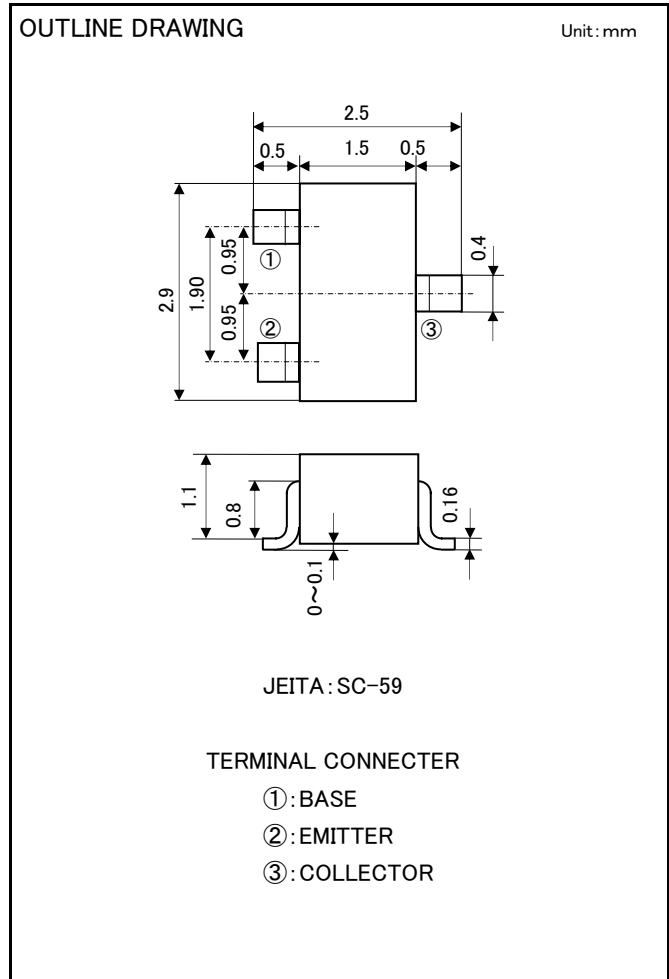 OUTLINE DRAWING Unit:mm
2.5
0.5 1.5 0.5
2.9
1.90
0.95
0.95
①
②
③
0.4
1.1
0.8
0~0.1
0.16
JEITA:SC-59
TERMINAL CONNECTER
①:BASE
②:EMITTER
③:COLLECTOR